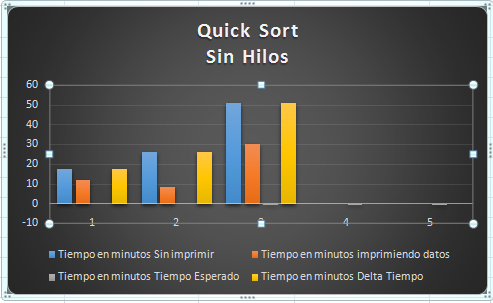 Quick Sort
Sin Hilos
60
50
40
30
20
10
0
-10
1 2 3 4 5
Tiempo en minutos Sin imprimir Tiempo en minutos imprimiendo datos
Tiempo en minutos Tiempo Esperado Tiempo en minutos Delta Tiempo